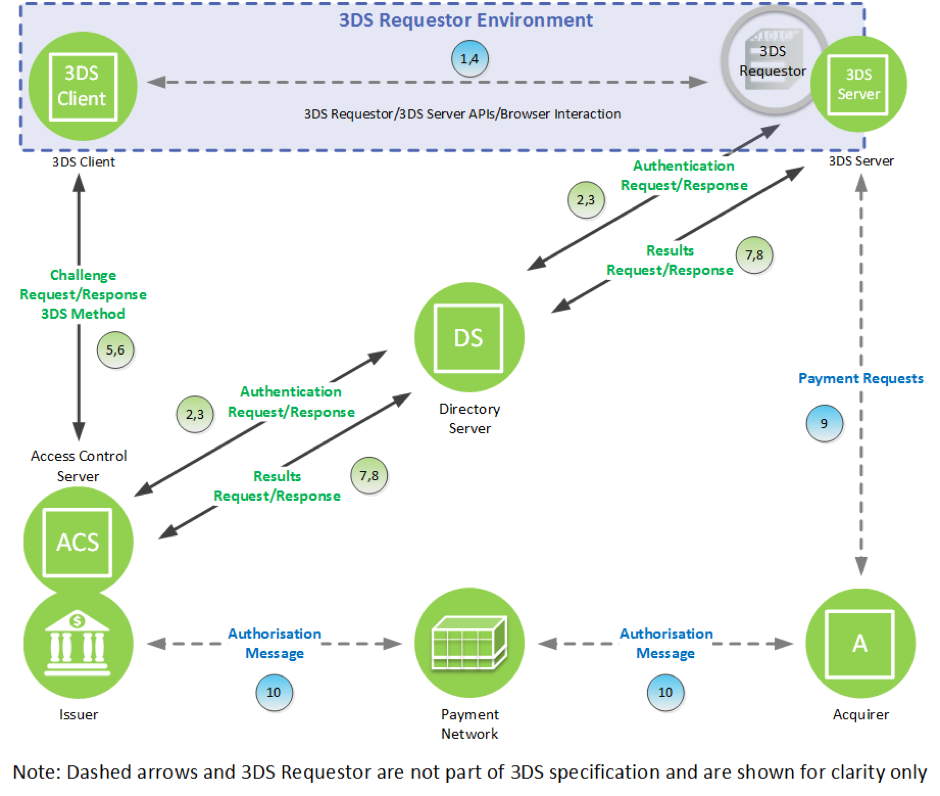 3DS Requestor Environment
3DS
Client
1,4
3DS
Requestor
3DS
Server
3DS Requestor/3DS Server APIs/Browser Interaction
3DS Client
3DS Server
Authentication
Request/Response
2,3
Results
Request/Response
7,8
Challenge
Request/Response
3DS Method
5,6
DS
Directory
Server
Payment Requests
9
Authentication
Request/Response
2,3
Results
Request/Response
7,8
Access Control
Server
ACS
$
Issuer
Authorisation
Message
10
Payment
Network
Authorisation
Message
10
A
Acquirer
Note: Dashed arrows and 3DS Requestor are not part of 3DS specification and are shown for clarity only